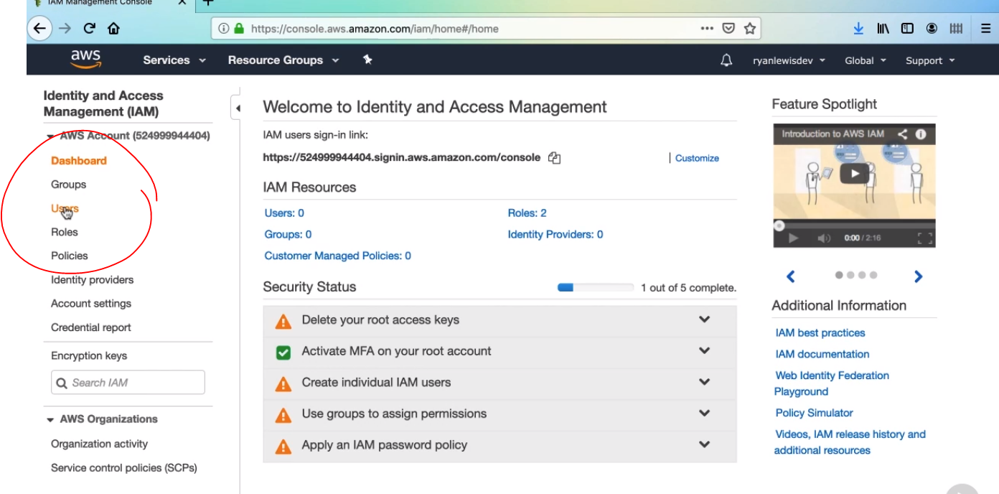 IAM Management Console
https://console.aws.amazon.com/iam/home#/home
aws
Services
Resource Groups
ryanlewisdev
Global
Support
Identity and Access
Management (IAM)
AWS Account (524999944404)
Dashboard
Groups
Users
Roles
Policies
Identity providers
Account settings
Credential report
Encryption keys
Search IAM
AWS Organizations
Organization activity
Service control policies (SCPs)
Welcome to Identity and Access Management
IAM users sign-in link:
https://524999944404.signin.aws.amazon.com/console
Customize
IAM Resources
Users: 0
Roles: 2
Groups: 0
Identity Providers: 0
Customer Managed Policies: 0
Security Status
1 out of 5 complete.
Delete your root access keys
Activate MFA on your root account
Create individual IAM users
Use groups to assign permissions
Apply an IAM password policy
Feature Spotlight
Introduction to AWS IAM
0:00 / 2:16
Additional Information
IAM best practices
IAM documentation
Web Identity Federation
Playground
Policy Simulator
Videos, IAM release history and
additional resources